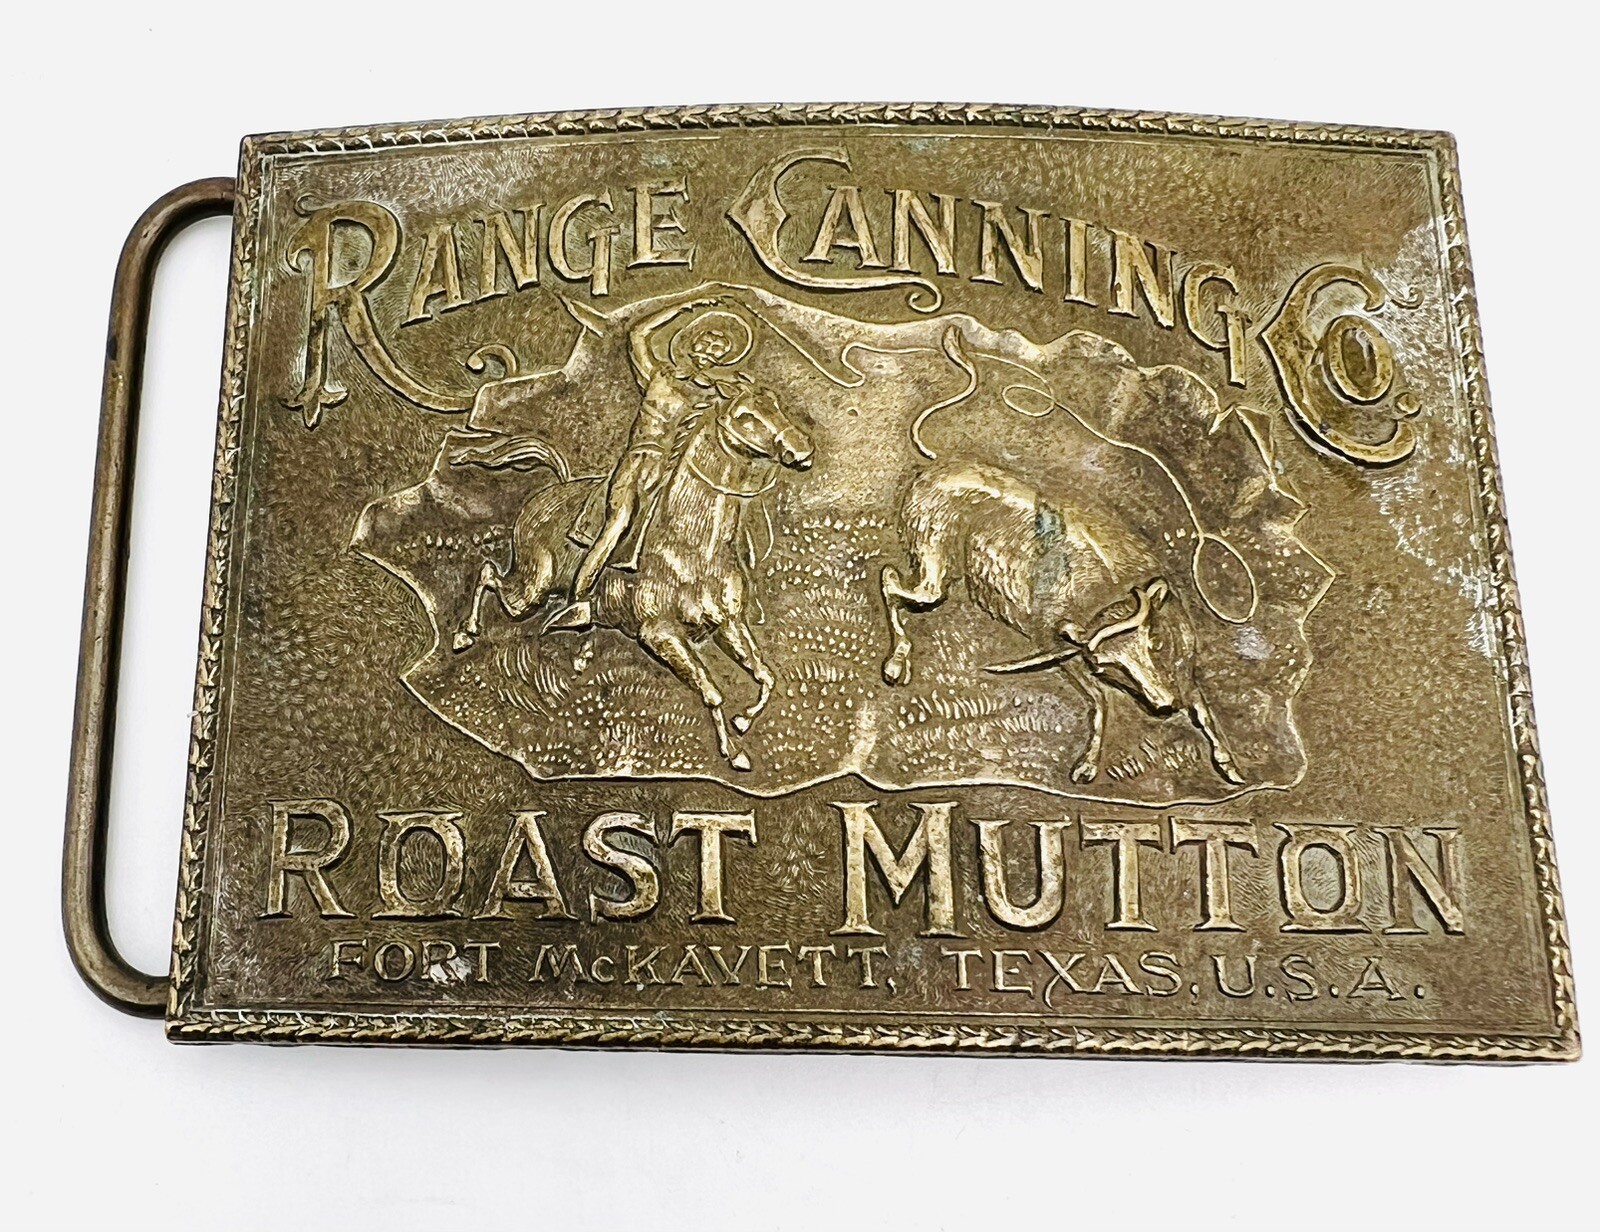 RANGE CANNING CO.
ROAST MUTTON
FORT McKAVETT, TEXAS, U.S.A.